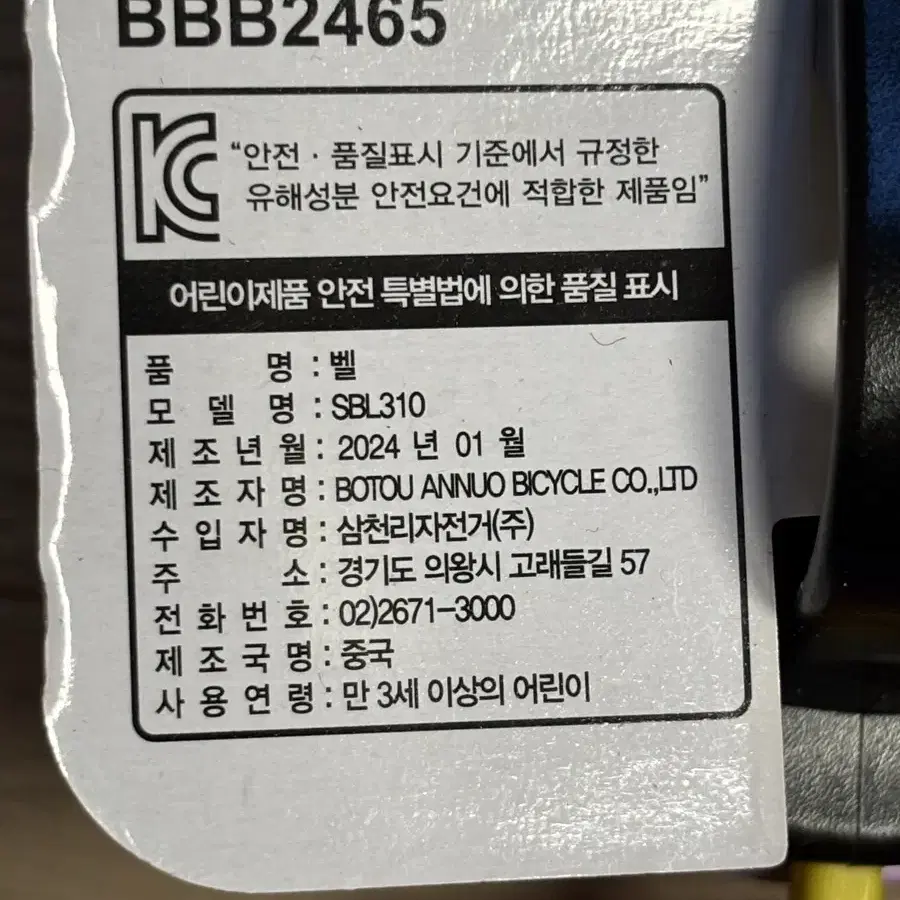 BBB2465
KC
"안전 · 품질표시 기준에서 규정한
유해성분 안전요건에 적합한 제품임"
어린이제품 안전 특별법에 의한 품질 표시
품 명 : 벨
모 델 명 : SBL310
제 조 년 월 : 2024 년 01 월
제 조 자 명 : BOTOU ANNUO BICYCLE CO.,LTD
수 입 자 명 : 삼천리자전거(주)
주 소 : 경기도 의왕시 고래들길 57
전 화 번 호 : 02)2671-3000
제 조 국 명 : 중국
사 용 연 령 : 만 3세 이상의 어린이